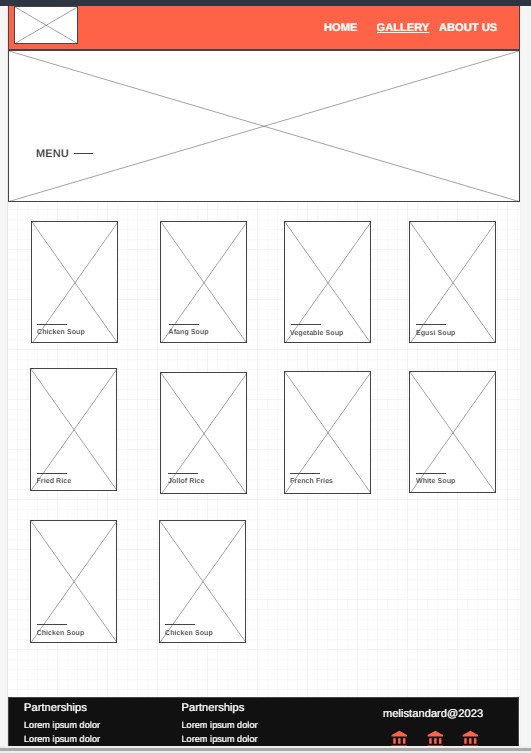 HOME GALLERY ABOUT US
MENU
Chicken Soup Afang Soup Vegetable Soup Egusi Soup
Fried Rice Jollof Rice French Fries White Soup
Chicken Soup Chicken Soup
Partnerships Partnerships melistandard@2023
Lorem ipsum dolor Lorem ipsum dolor
Lorem ipsum dolor Lorem ipsum dolor